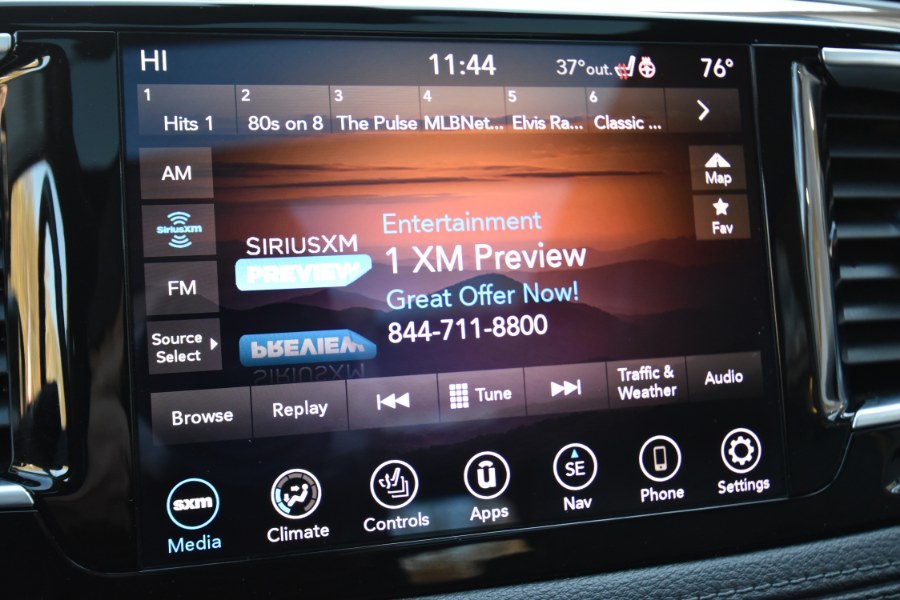 HI 11:44 37°out. 76°
1 2 3 4 5 6
Hits 1 80s on 8 The Pulse MLBNet... Elvis Ra... Classic ...
AM
Map
SiriusXM
Fav
FM
Source
Select
SIRIUSXM
PREVIEW
Entertainment
1 XM Preview
Great Offer Now!
844-711-8800
PREVIEW
SIRIUSXM
Browse Replay Tune Traffic & Audio
Weather
sxm SE
Media Climate Controls Apps Nav Phone Settings